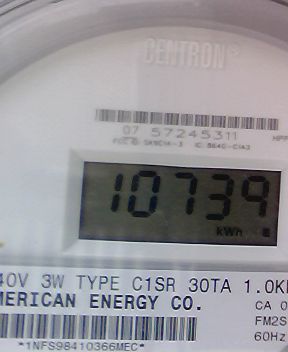 CENTRON®
07 57245311
10739
kWh
40V 3W TYPE C1SR 30TA 1.0K
MERICAN ENERGY CO.
CA 0
FM2S
60Hz
*1NFS98410366MEC*